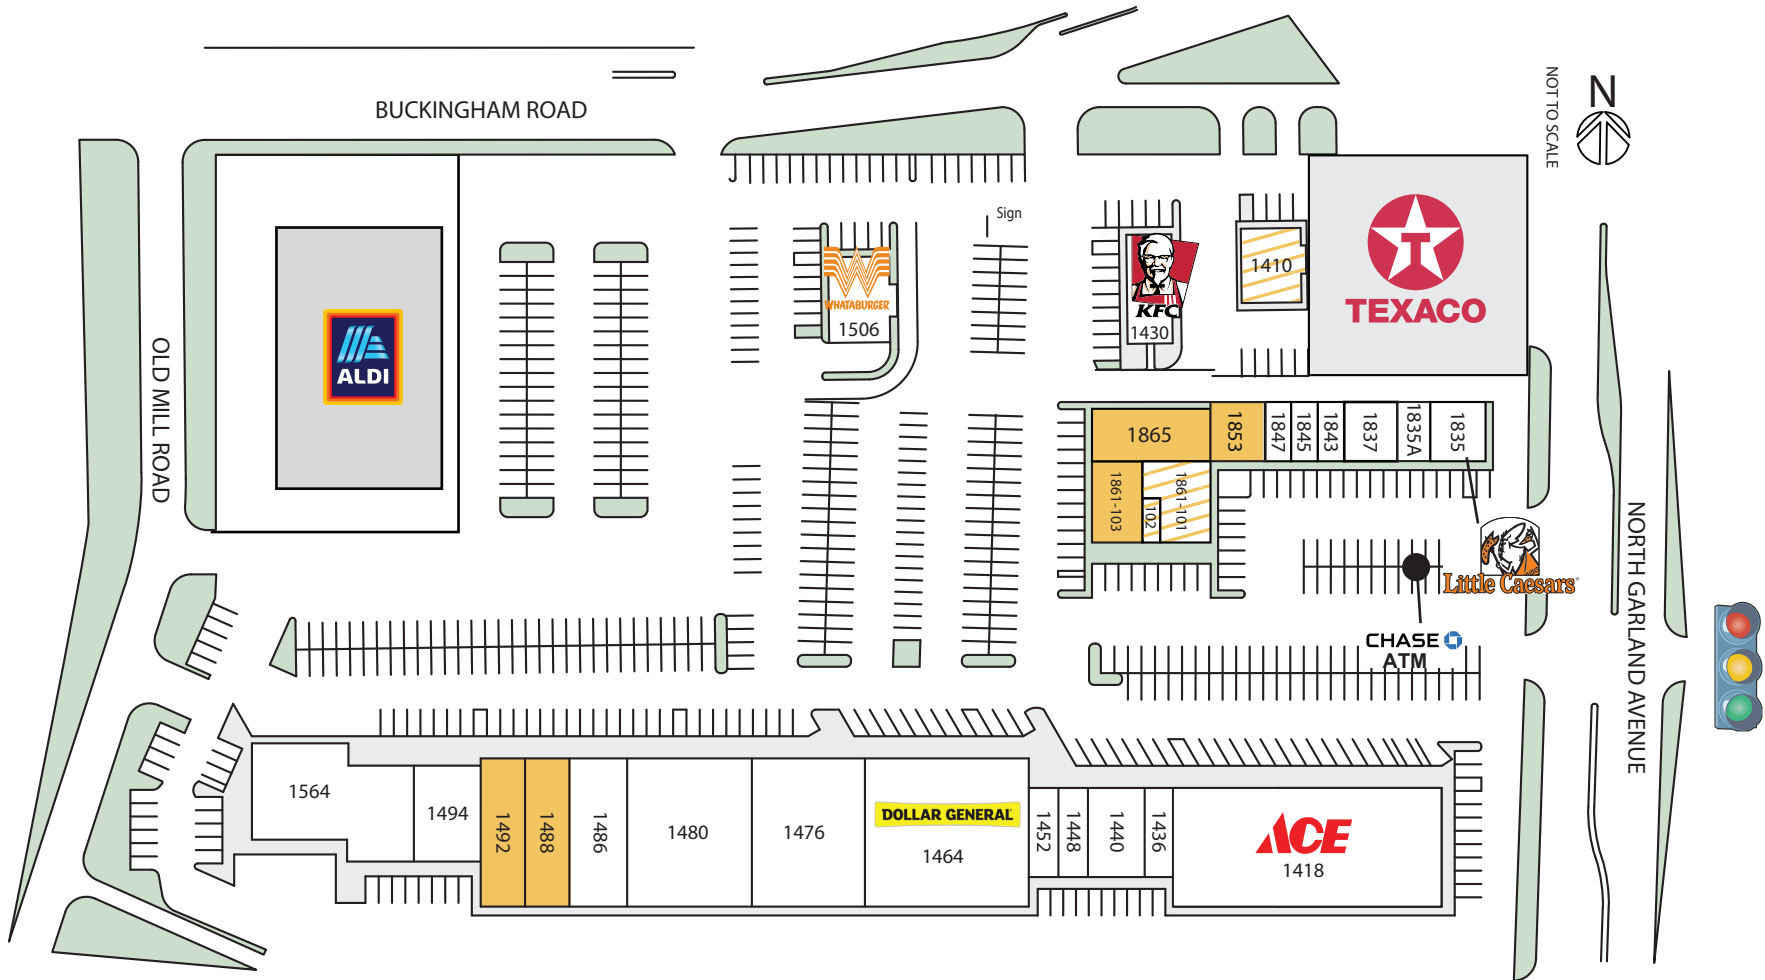 BUCKINGHAM ROAD
NOT TO SCALE
N
Sign
1410
TEXACO
WHATABURGER
1506
KFC
1430
ALDI
OLD MILL ROAD
1865
1853
1847
1845
1843
1837
1835A
1835
1861-103
102
1861-101
Little Caesars
NORTH GARLAND AVENUE
CHASE
ATM
1564
1494
1492
1488
1486
1480
1476
DOLLAR GENERAL
1464
1452
1448
1440
1436
ACE
1418